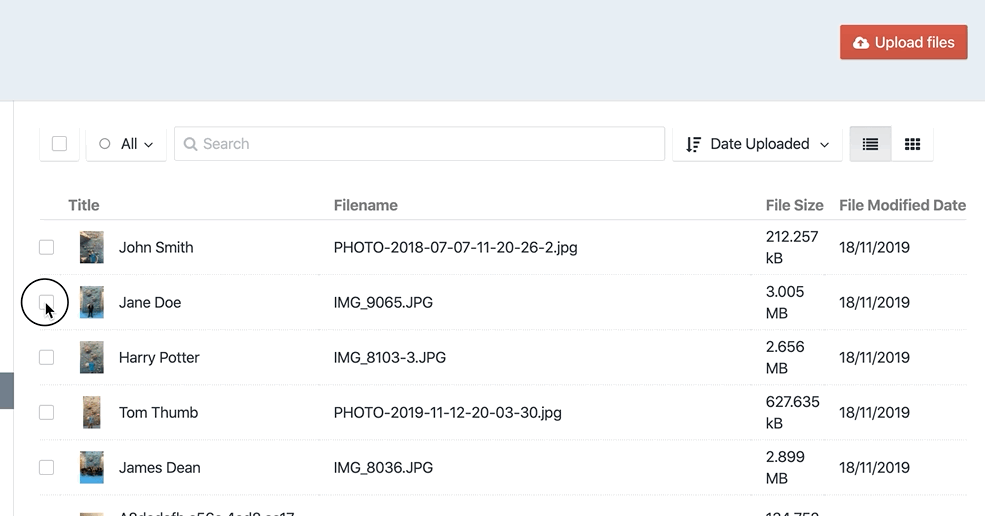 Upload files
All
Search
Date Uploaded
Title Filename File Size File Modified Date
John Smith PHOTO-2018-07-07-11-20-26-2.jpg 212.257 kB 18/11/2019
Jane Doe IMG_9065.JPG 3.005 MB 18/11/2019
Harry Potter IMG_8103-3.JPG 2.656 MB 18/11/2019
Tom Thumb PHOTO-2019-11-12-20-03-30.jpg 627.635 kB 18/11/2019
James Dean IMG_8036.JPG 2.899 MB 18/11/2019